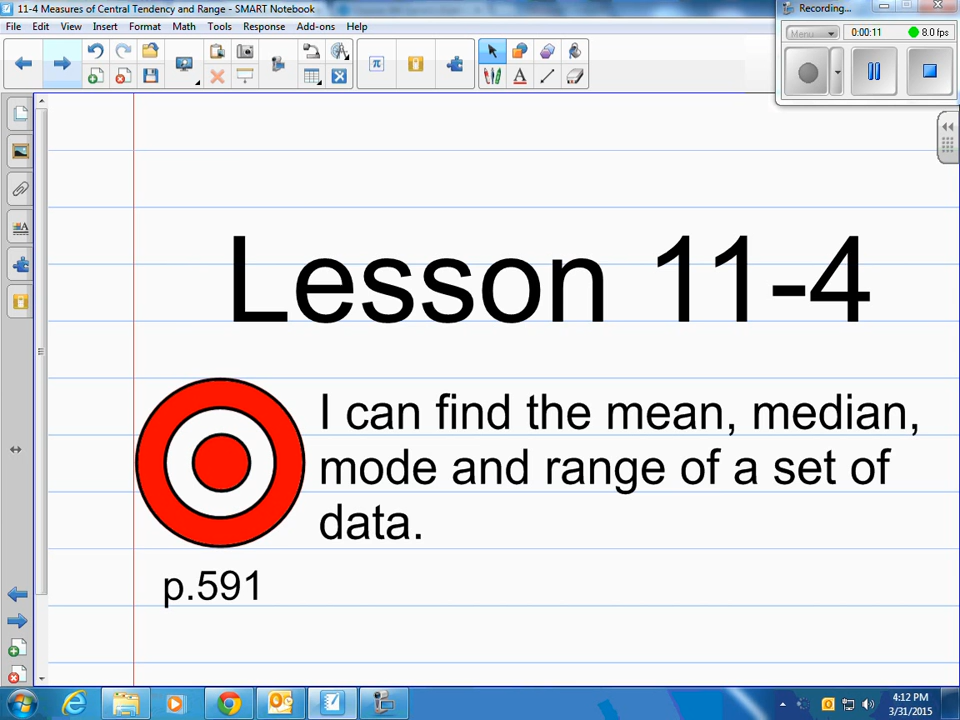 11-4 Measures of Central Tendency and Range - SMART Notebook
Recording...
File Edit View Insert Format Math Tools Response Add-ons Help
Menu 0:00:11 8.0 fps
Lesson 11-4
I can find the mean, median,
mode and range of a set of
data.
p.591
4:12 PM
3/31/2015